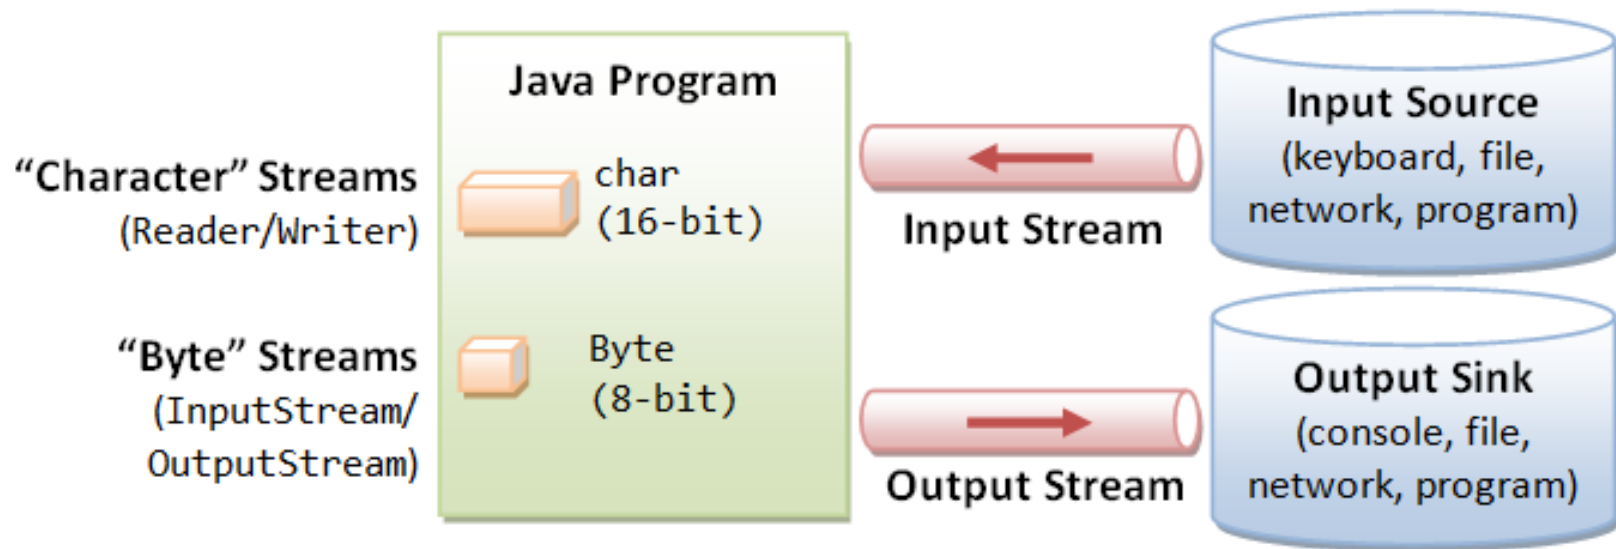 “Character” Streams
(Reader/Writer)
“Byte” Streams
(InputStream/
OutputStream)
Java Program
char
(16-bit)
Byte
(8-bit)
Input Stream
Output Stream
Input Source
(keyboard, file,
network, program)
Output Sink
(console, file,
network, program)